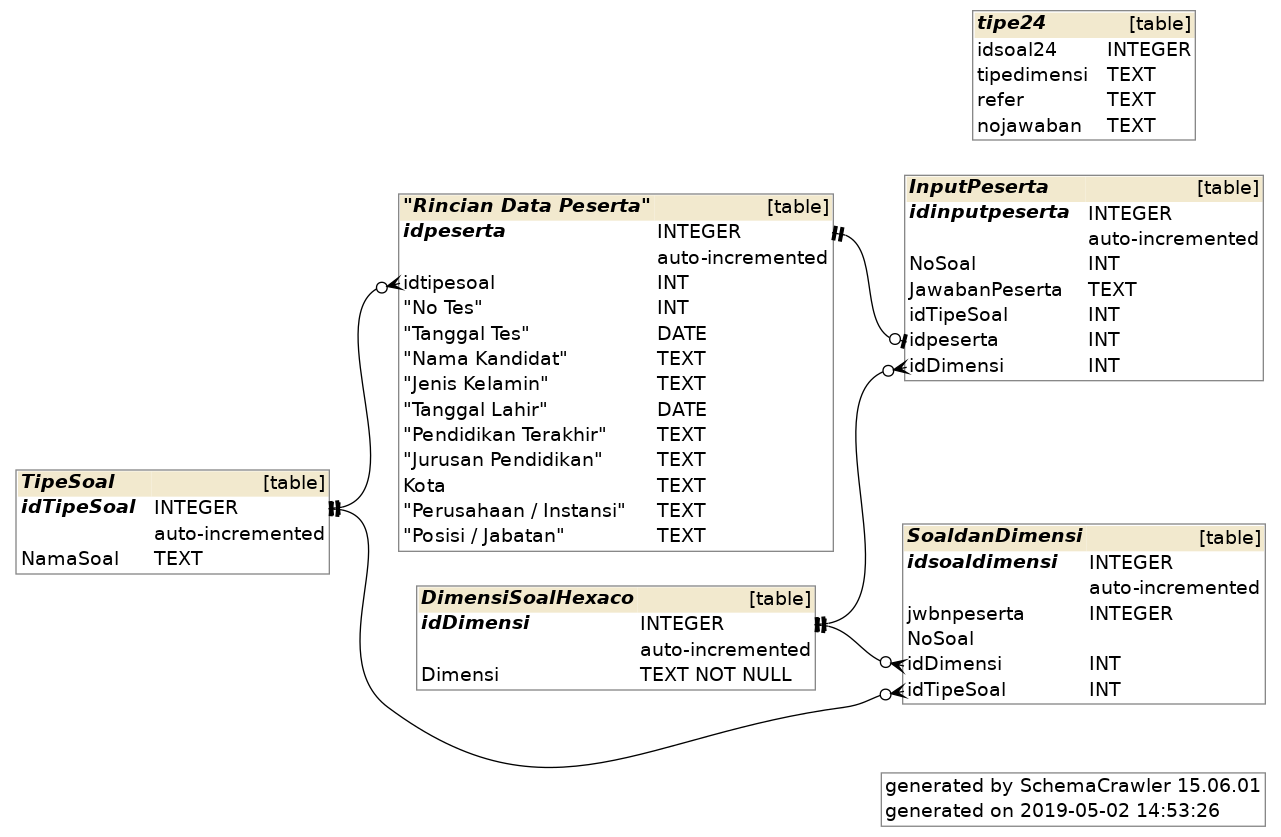 tipe24 [table]
idsoal24 INTEGER
tipedimensi TEXT
refer TEXT
nojawaban TEXT
"Rincian Data Peserta" [table]
idpeserta INTEGER
auto-incremented
idtipesoal INT
"No Tes" INT
"Tanggal Tes" DATE
"Nama Kandidat" TEXT
"Jenis Kelamin" TEXT
"Tanggal Lahir" DATE
"Pendidikan Terakhir" TEXT
"Jurusan Pendidikan" TEXT
Kota TEXT
"Perusahaan / Instansi" TEXT
"Posisi / Jabatan" TEXT
InputPeserta [table]
idinputpeserta INTEGER
auto-incremented
NoSoal INT
JawabanPeserta TEXT
idTipeSoal INT
idpeserta INT
idDimensi INT
TipeSoal [table]
idTipeSoal INTEGER
auto-incremented
NamaSoal TEXT
DimensiSoalHexaco [table]
idDimensi INTEGER
auto-incremented
Dimensi TEXT NOT NULL
SoaldanDimensi [table]
idsoaldimensi INTEGER
auto-incremented
jwbnpeserta INTEGER
NoSoal
idDimensi INT
idTipeSoal INT
generated by SchemaCrawler 15.06.01
generated on 2019-05-02 14:53:26